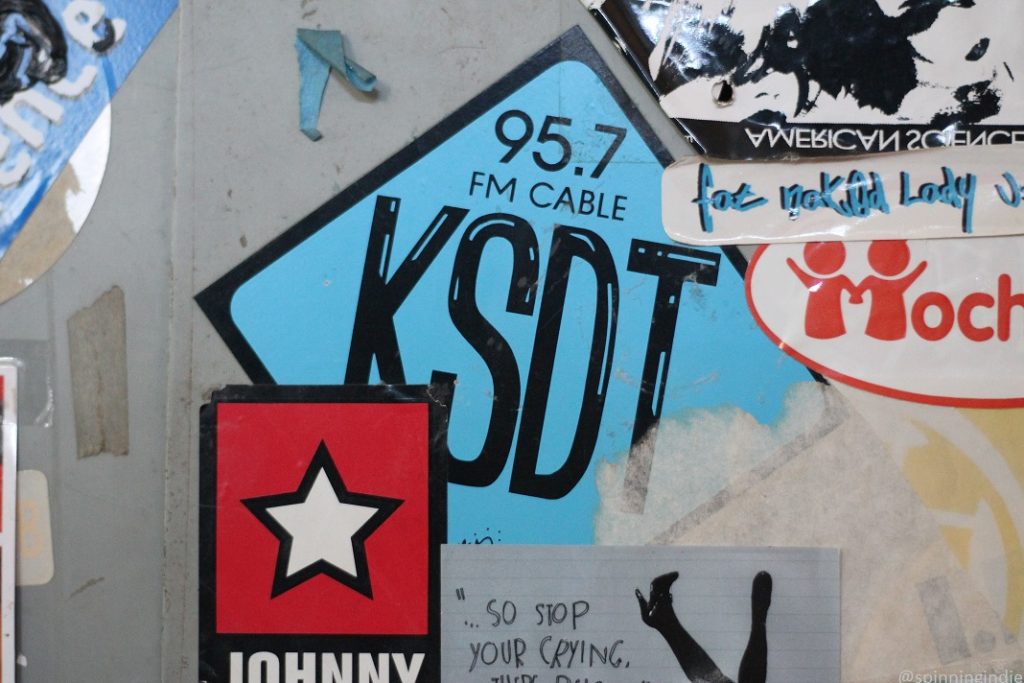 95.7
FM CABLE
KSDT
AMERICAN SCIENCE
for naked Lady
Moch
JOHNNY
"... SO STOP
YOUR CRYING.
@spinningindie